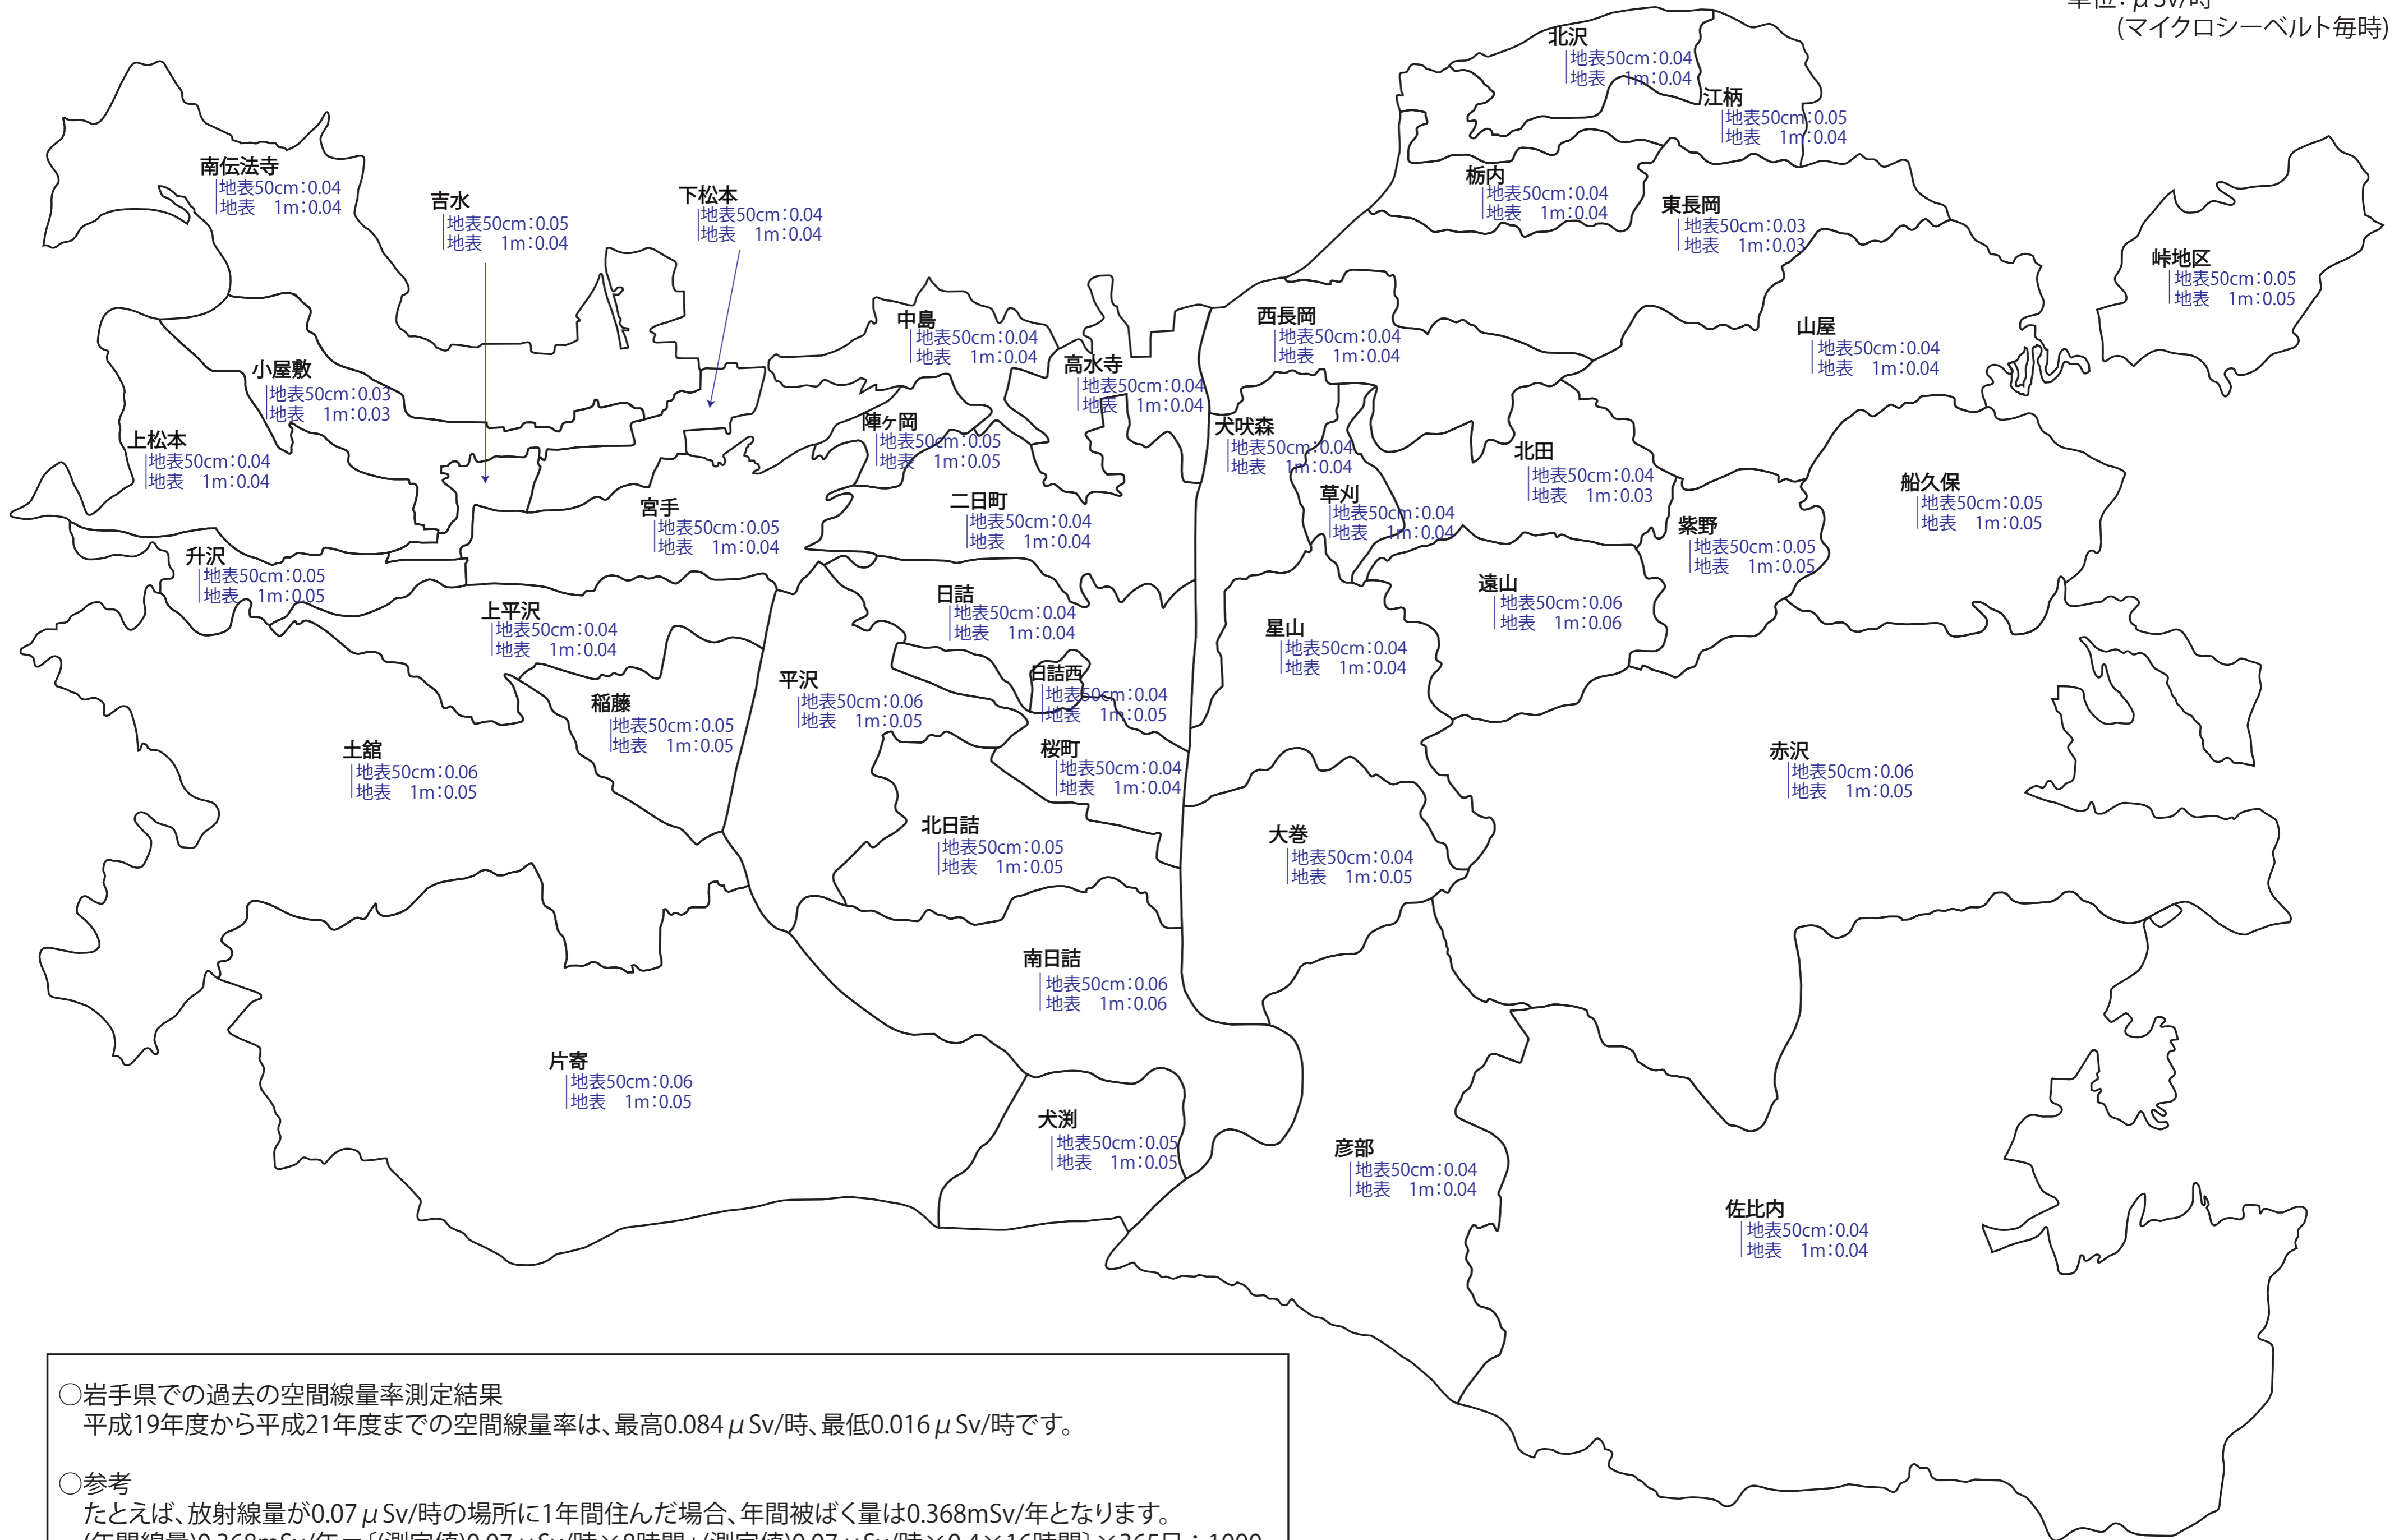 単位：μSv/時
(マイクロシーベルト毎時)
北沢
地表50cm：0.04
地表　1m：0.04
江柄
地表50cm：0.05
地表　1m：0.04
南伝法寺
地表50cm：0.04
地表　1m：0.04
吉水
地表50cm：0.05
地表　1m：0.04
下松本
地表50cm：0.04
地表　1m：0.04
栃内
地表50cm：0.04
地表　1m：0.04
東長岡
地表50cm：0.03
地表　1m：0.03
峠地区
地表50cm：0.05
地表　1m：0.05
中島
地表50cm：0.04
地表　1m：0.04
西長岡
地表50cm：0.04
地表　1m：0.04
山屋
地表50cm：0.04
地表　1m：0.04
高水寺
地表50cm：0.04
地表　1m：0.04
小屋敷
地表50cm：0.03
地表　1m：0.03
上松本
地表50cm：0.04
地表　1m：0.04
陣ヶ岡
地表50cm：0.05
地表　1m：0.05
犬吠森
地表50cm：0.04
地表　1m：0.04
北田
地表50cm：0.04
地表　1m：0.03
船久保
地表50cm：0.05
地表　1m：0.05
宮手
地表50cm：0.05
地表　1m：0.04
二日町
地表50cm：0.04
地表　1m：0.04
草刈
地表50cm：0.04
地表　1m：0.04
紫野
地表50cm：0.05
地表　1m：0.05
升沢
地表50cm：0.05
地表　1m：0.05
上平沢
地表50cm：0.04
地表　1m：0.04
日詰
地表50cm：0.04
地表　1m：0.04
遠山
地表50cm：0.06
地表　1m：0.06
星山
地表50cm：0.04
地表　1m：0.04
稲藤
地表50cm：0.05
地表　1m：0.05
平沢
地表50cm：0.06
地表　1m：0.05
日詰西
地表50cm：0.04
地表　1m：0.05
土舘
地表50cm：0.06
地表　1m：0.05
桜町
地表50cm：0.04
地表　1m：0.04
赤沢
地表50cm：0.06
地表　1m：0.05
北日詰
地表50cm：0.05
地表　1m：0.05
大巻
地表50cm：0.04
地表　1m：0.05
南日詰
地表50cm：0.06
地表　1m：0.06
片寄
地表50cm：0.06
地表　1m：0.05
犬渕
地表50cm：0.05
地表　1m：0.05
彦部
地表50cm：0.04
地表　1m：0.04
佐比内
地表50cm：0.04
地表　1m：0.04
○岩手県での過去の空間線量率測定結果
平成19年度から平成21年度までの空間線量率は、最高0.084μSv/時、最低0.016μSv/時です。
○参考
たとえば、放射線量が0.07μSv/時の場所に1年間住んだ場合、年間被ばく量は0.368mSv/年となります。
(年間線量)0.368mSv/年＝〔(測定値)0.07μSv/時×8時間＋(測定値)0.07μSv/時×0.4×16時間〕×365日÷1000